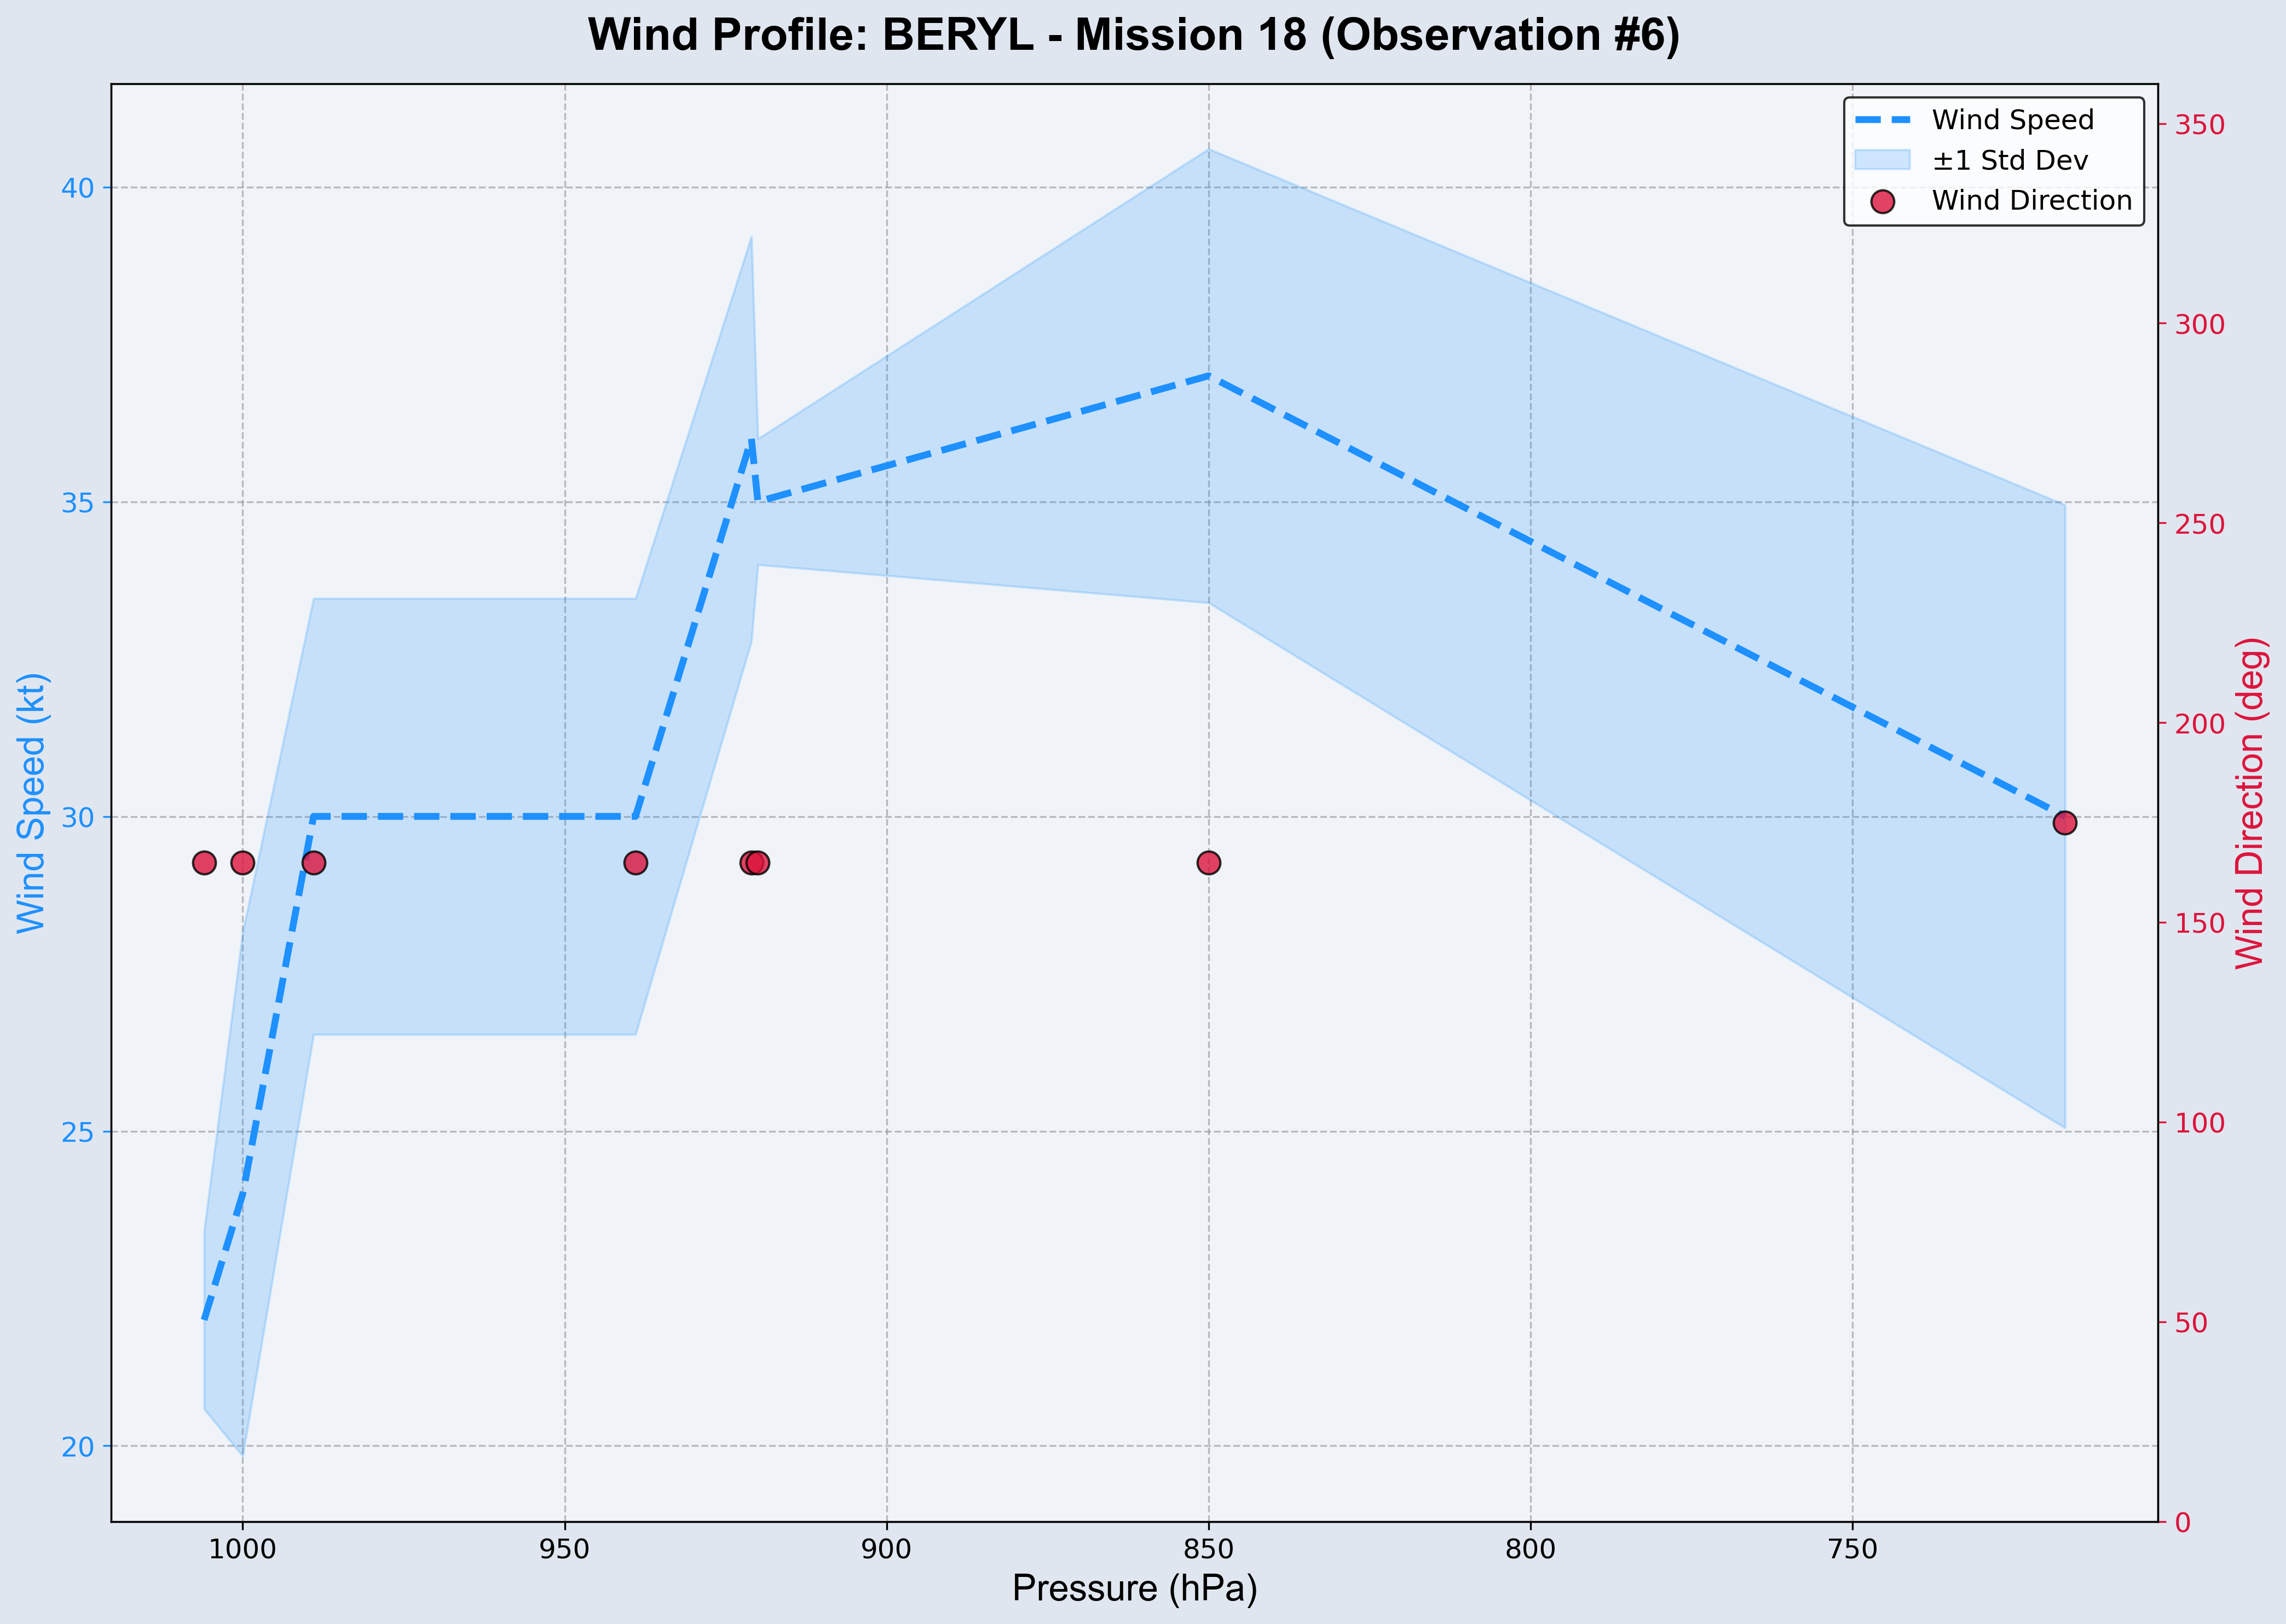 Wind Profile: BERYL - Mission 18 (Observation #6)
Wind Speed
±1 Std Dev
Wind Direction
40
35
30
25
20
Wind Speed (kt)
350
300
250
200
150
100
50
0
Wind Direction (deg)
1000 950 900 850 800 750
Pressure (hPa)